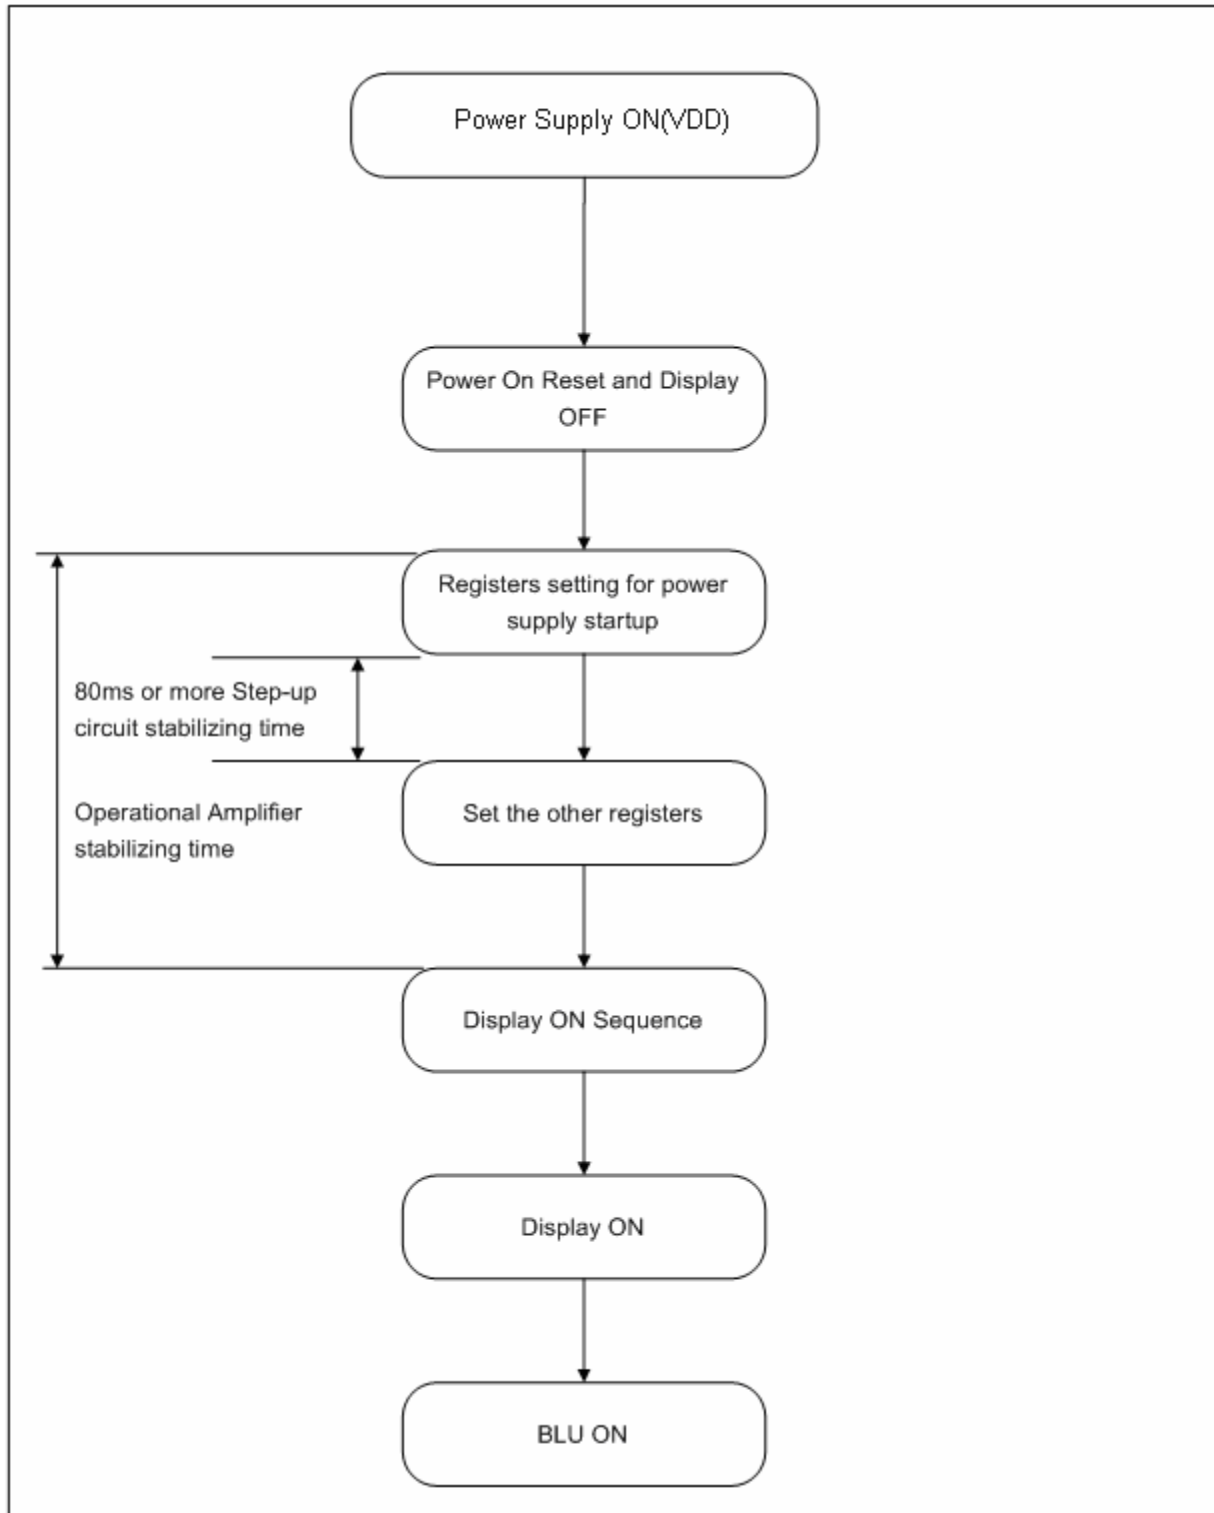 Power Supply ON(VDD)
Power On Reset and Display
OFF
Registers setting for power
supply startup
80ms or more Step-up
circuit stabilizing time
Operational Amplifier
stabilizing time
Set the other registers
Display ON Sequence
Display ON
BLU ON